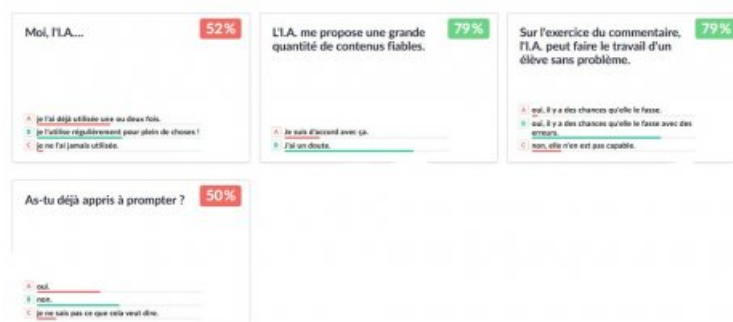 Moi, l'I.A....
52%
A je l'ai déjà utilisée une ou deux fois.
B je l'utilise régulièrement pour plein de choses !
C je ne l'ai jamais utilisée.
L'I.A. me propose une grande
quantité de contenus fiables.
79%
A Je suis d'accord avec ça.
B J'ai un doute.
Sur l'exercice du commentaire,
l'I.A. peut faire le travail d'un
élève sans problème.
79%
A oui, il y a des chances qu'elle le fasse.
B oui, il y a des chances qu'elle le fasse avec des
erreurs.
C non, elle n'en est pas capable.
As-tu déjà appris à prompter ?
50%
A oui.
B non.
C je ne sais pas ce que cela veut dire.